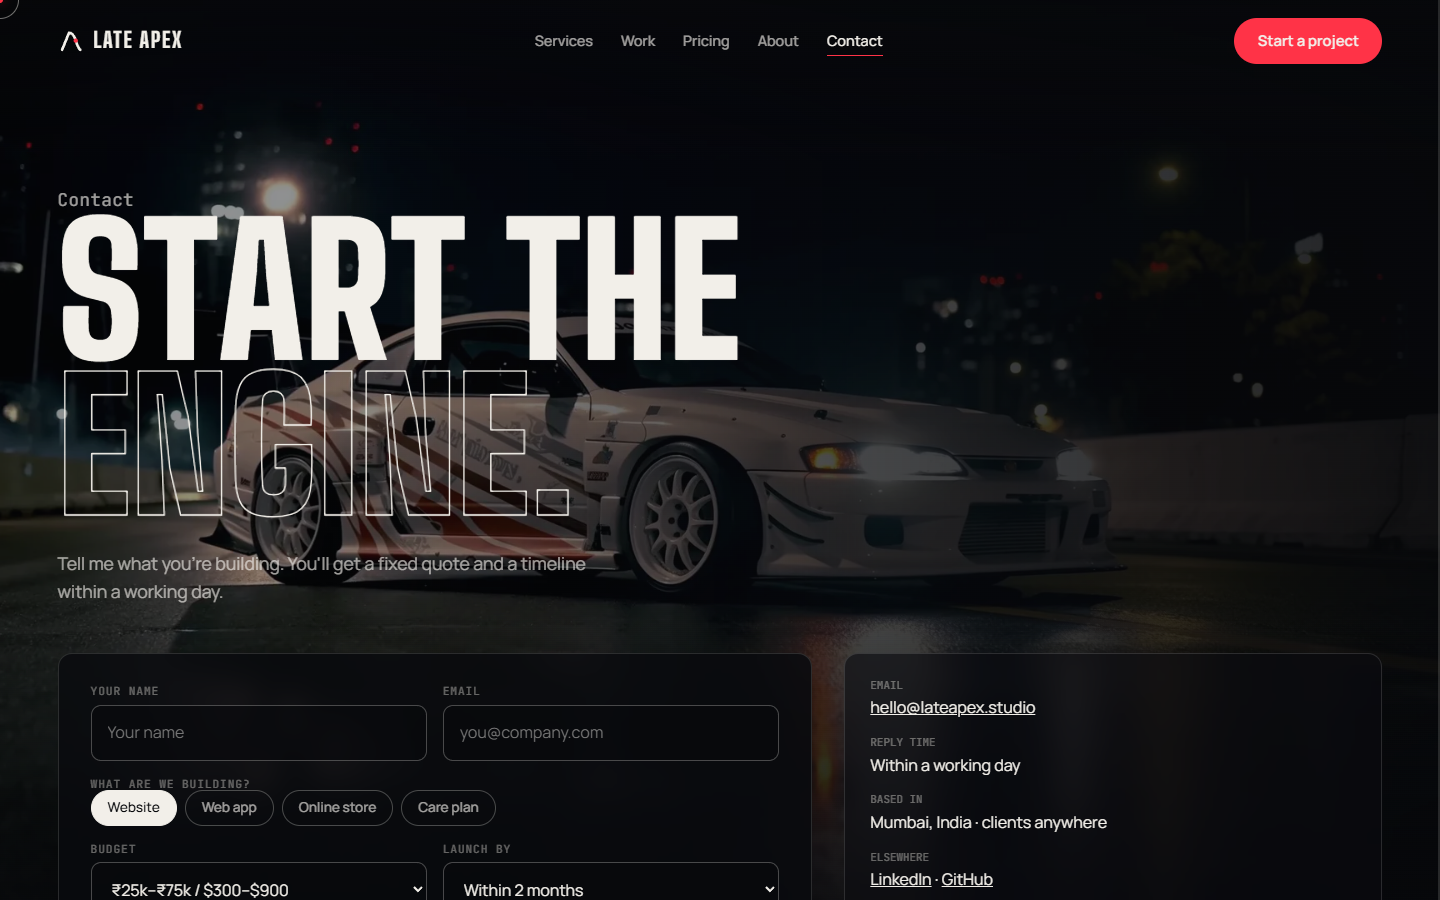 LATE APEX
Services
Work
Pricing
About
Contact
Start a project
Contact
START THE
ENGINE.
Tell me what you're building. You'll get a fixed quote and a timeline
within a working day.
YOUR NAME
Your name
EMAIL
you@company.com
WHAT ARE WE BUILDING?
Website
Web app
Online store
Care plan
BUDGET
₹25k–₹75k / $300–$900
LAUNCH BY
Within 2 months
EMAIL
hello@lateapex.studio
REPLY TIME
Within a working day
BASED IN
Mumbai, India · clients anywhere
ELSEWHERE
LinkedIn · GitHub